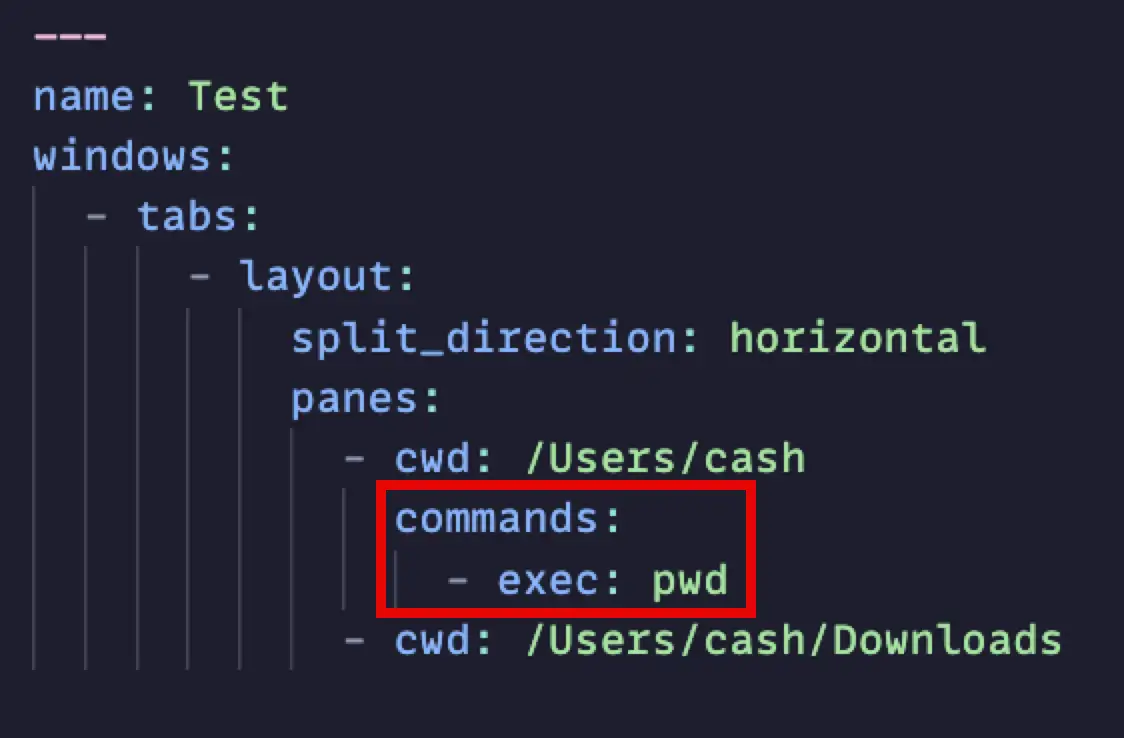 ---
name: Test
windows:
  - tabs:
      - layout:
          split_direction: horizontal
          panes:
            - cwd: /Users/cash
              commands:
                - exec: pwd
            - cwd: /Users/cash/Downloads